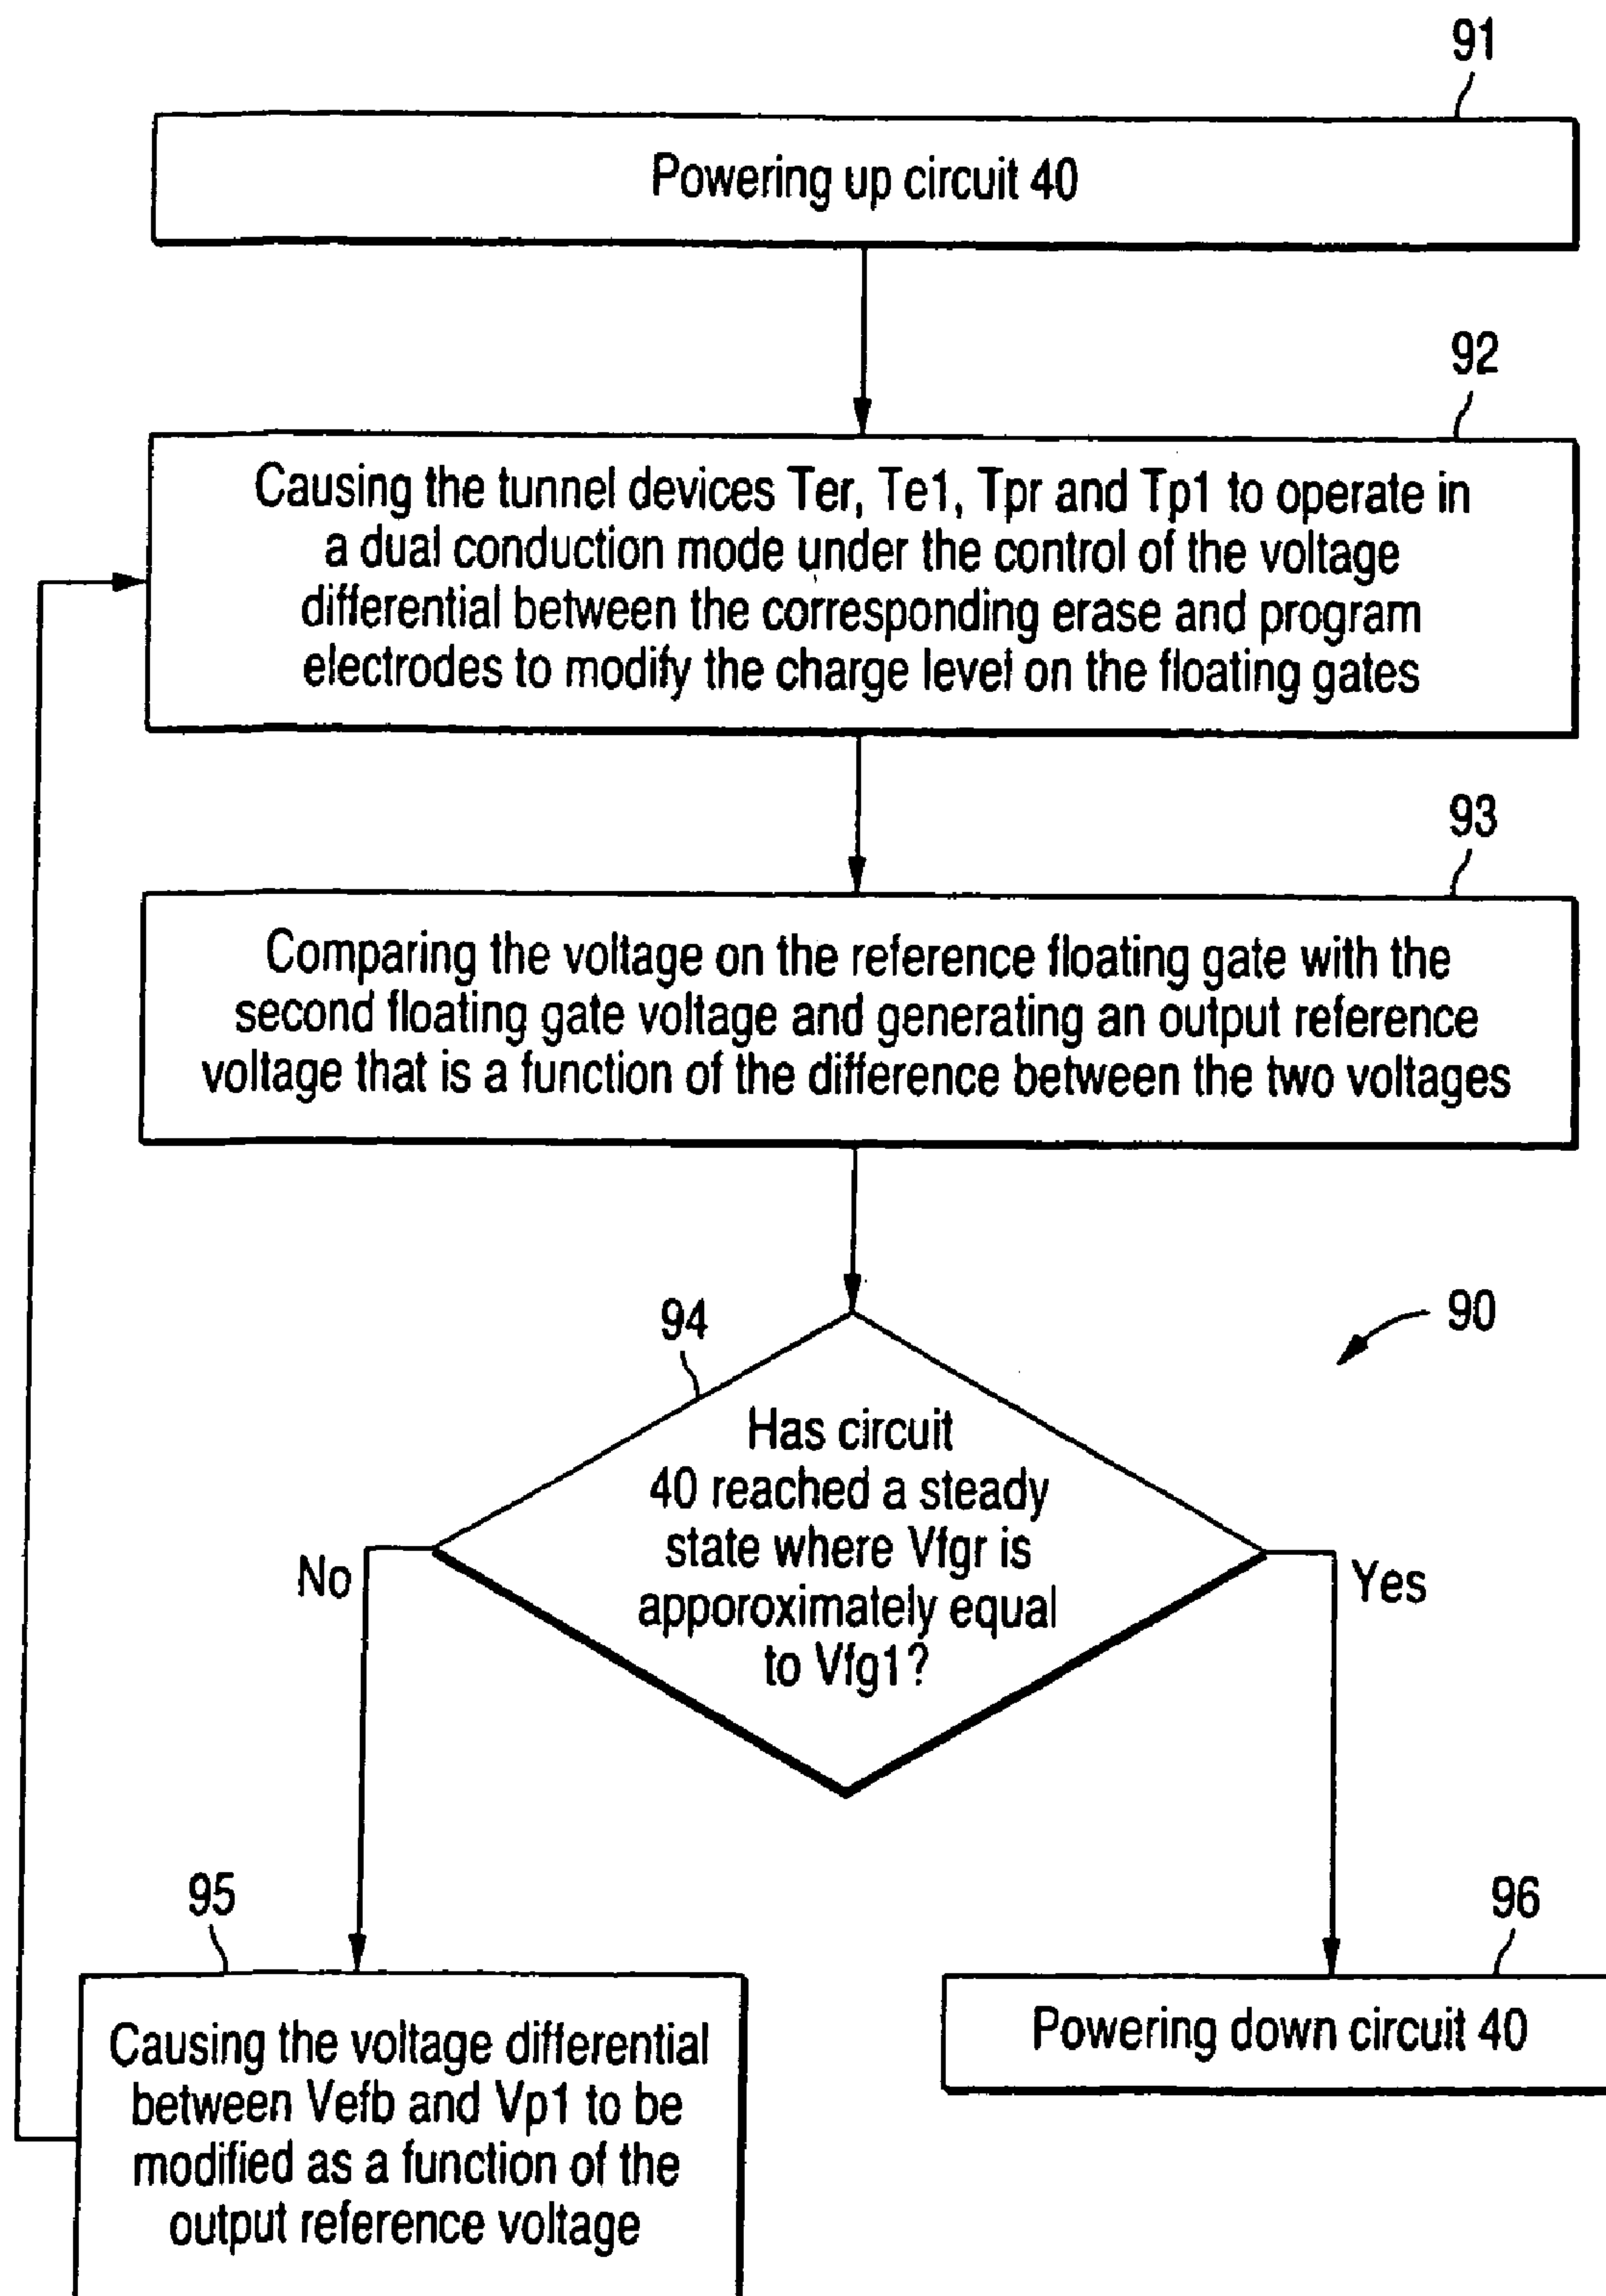 91
Powering up circuit 40
92
Causing the tunnel devices Ter, Te1, Tpr and Tp1 to operate in
a dual conduction mode under the control of the voltage
differential between the corresponding erase and program
electrodes to modify the charge level on the floating gates
93
Comparing the voltage on the reference floating gate with the
second floating gate voltage and generating an output reference
voltage that is a function of the difference between the two voltages
90
94
Has circuit
40 reached a steady
state where Vfgr is
apporoximately equal
to Vfg1?
No
Yes
95
Causing the voltage differential
between Vefb and Vp1 to be
modified as a function of the
output reference voltage
96
Powering down circuit 40